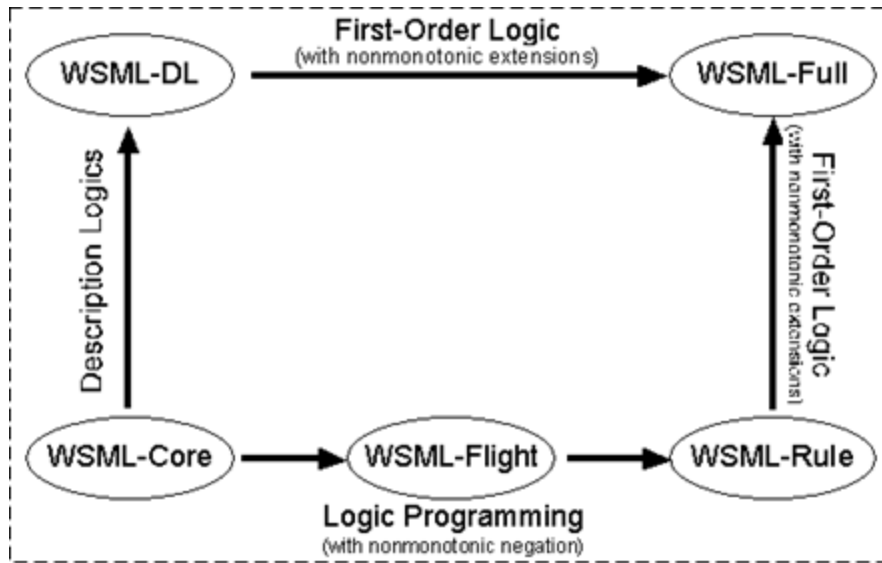 First-Order Logic
(with nonmonotonic extensions)
WSML-DL
WSML-Full
Description Logics
First-Order Logic
(with nonmonotonic extensions)
WSML-Core
WSML-Flight
WSML-Rule
Logic Programming
(with nonmonotonic negation)